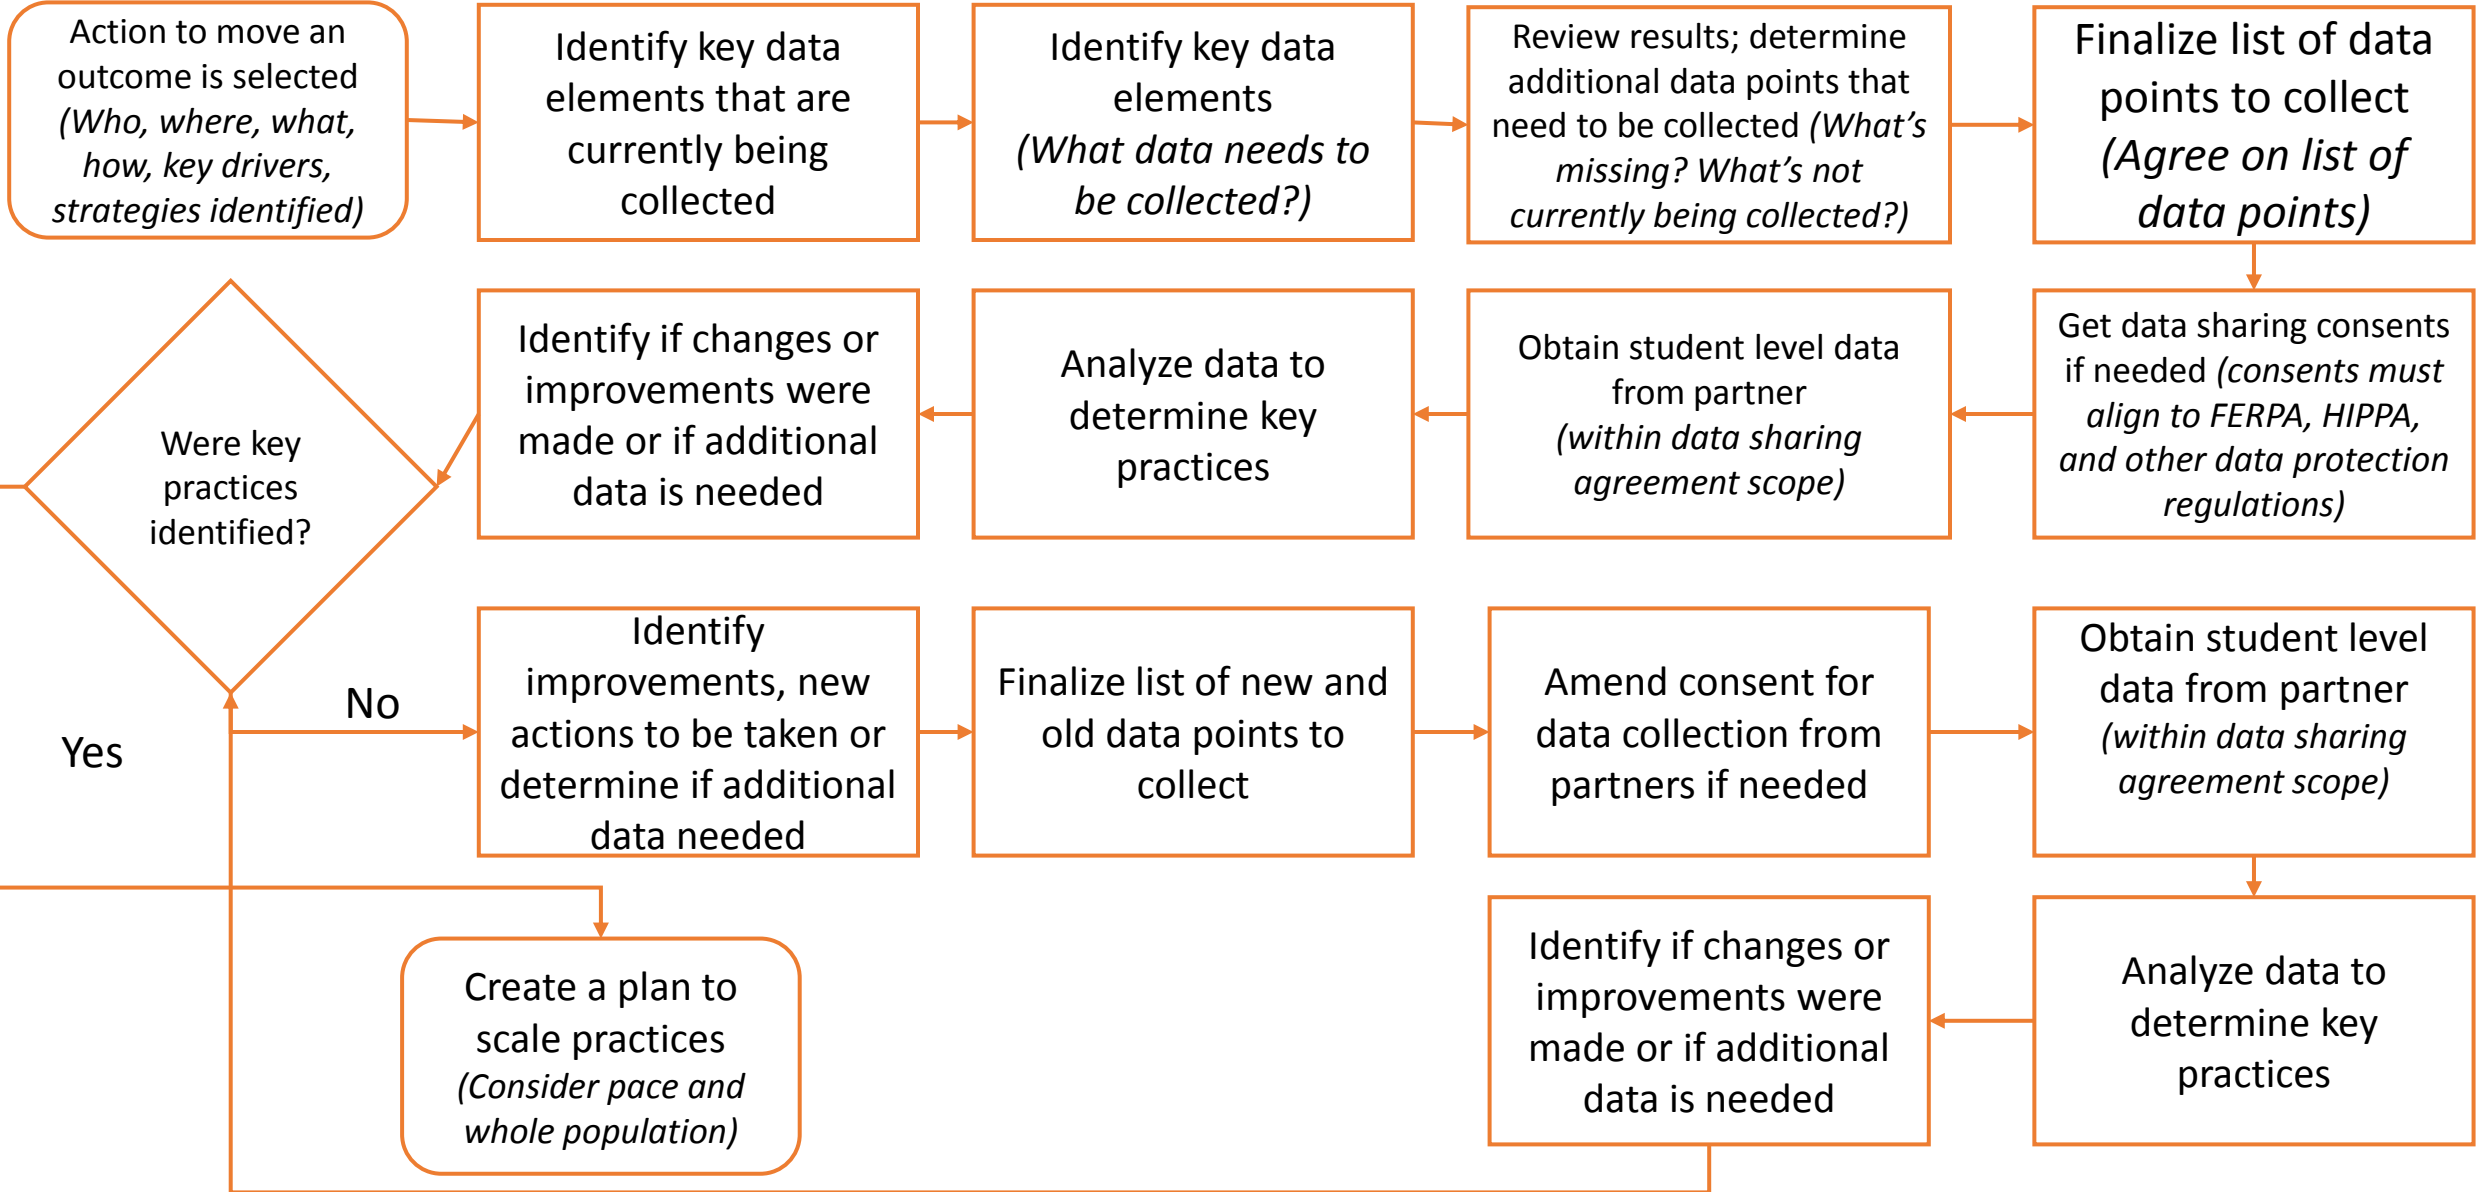 Action to move an
outcome is selected
(Who, where, what,
how, key drivers,
strategies identified)
Identify key data
elements that are
currently being
collected
Identify key data
elements
(What data needs to
be collected?)
Review results; determine
additional data points that
need to be collected (What’s
missing? What’s not
currently being collected?)
Finalize list of data
points to collect
(Agree on list of
data points)
Get data sharing consents
if needed (consents must
align to FERPA, HIPPA,
and other data protection
regulations)
Obtain student level data
from partner
(within data sharing
agreement scope)
Analyze data to
determine key
practices
Identify if changes or
improvements were
made or if additional
data is needed
Were key
practices
identified?
No
Yes
Identify
improvements, new
actions to be taken or
determine if additional
data needed
Finalize list of new and
old data points to
collect
Amend consent for
data collection from
partners if needed
Obtain student level
data from partner
(within data sharing
agreement scope)
Analyze data to
determine key
practices
Identify if changes or
improvements were
made or if additional
data is needed
Create a plan to
scale practices
(Consider pace and
whole population)